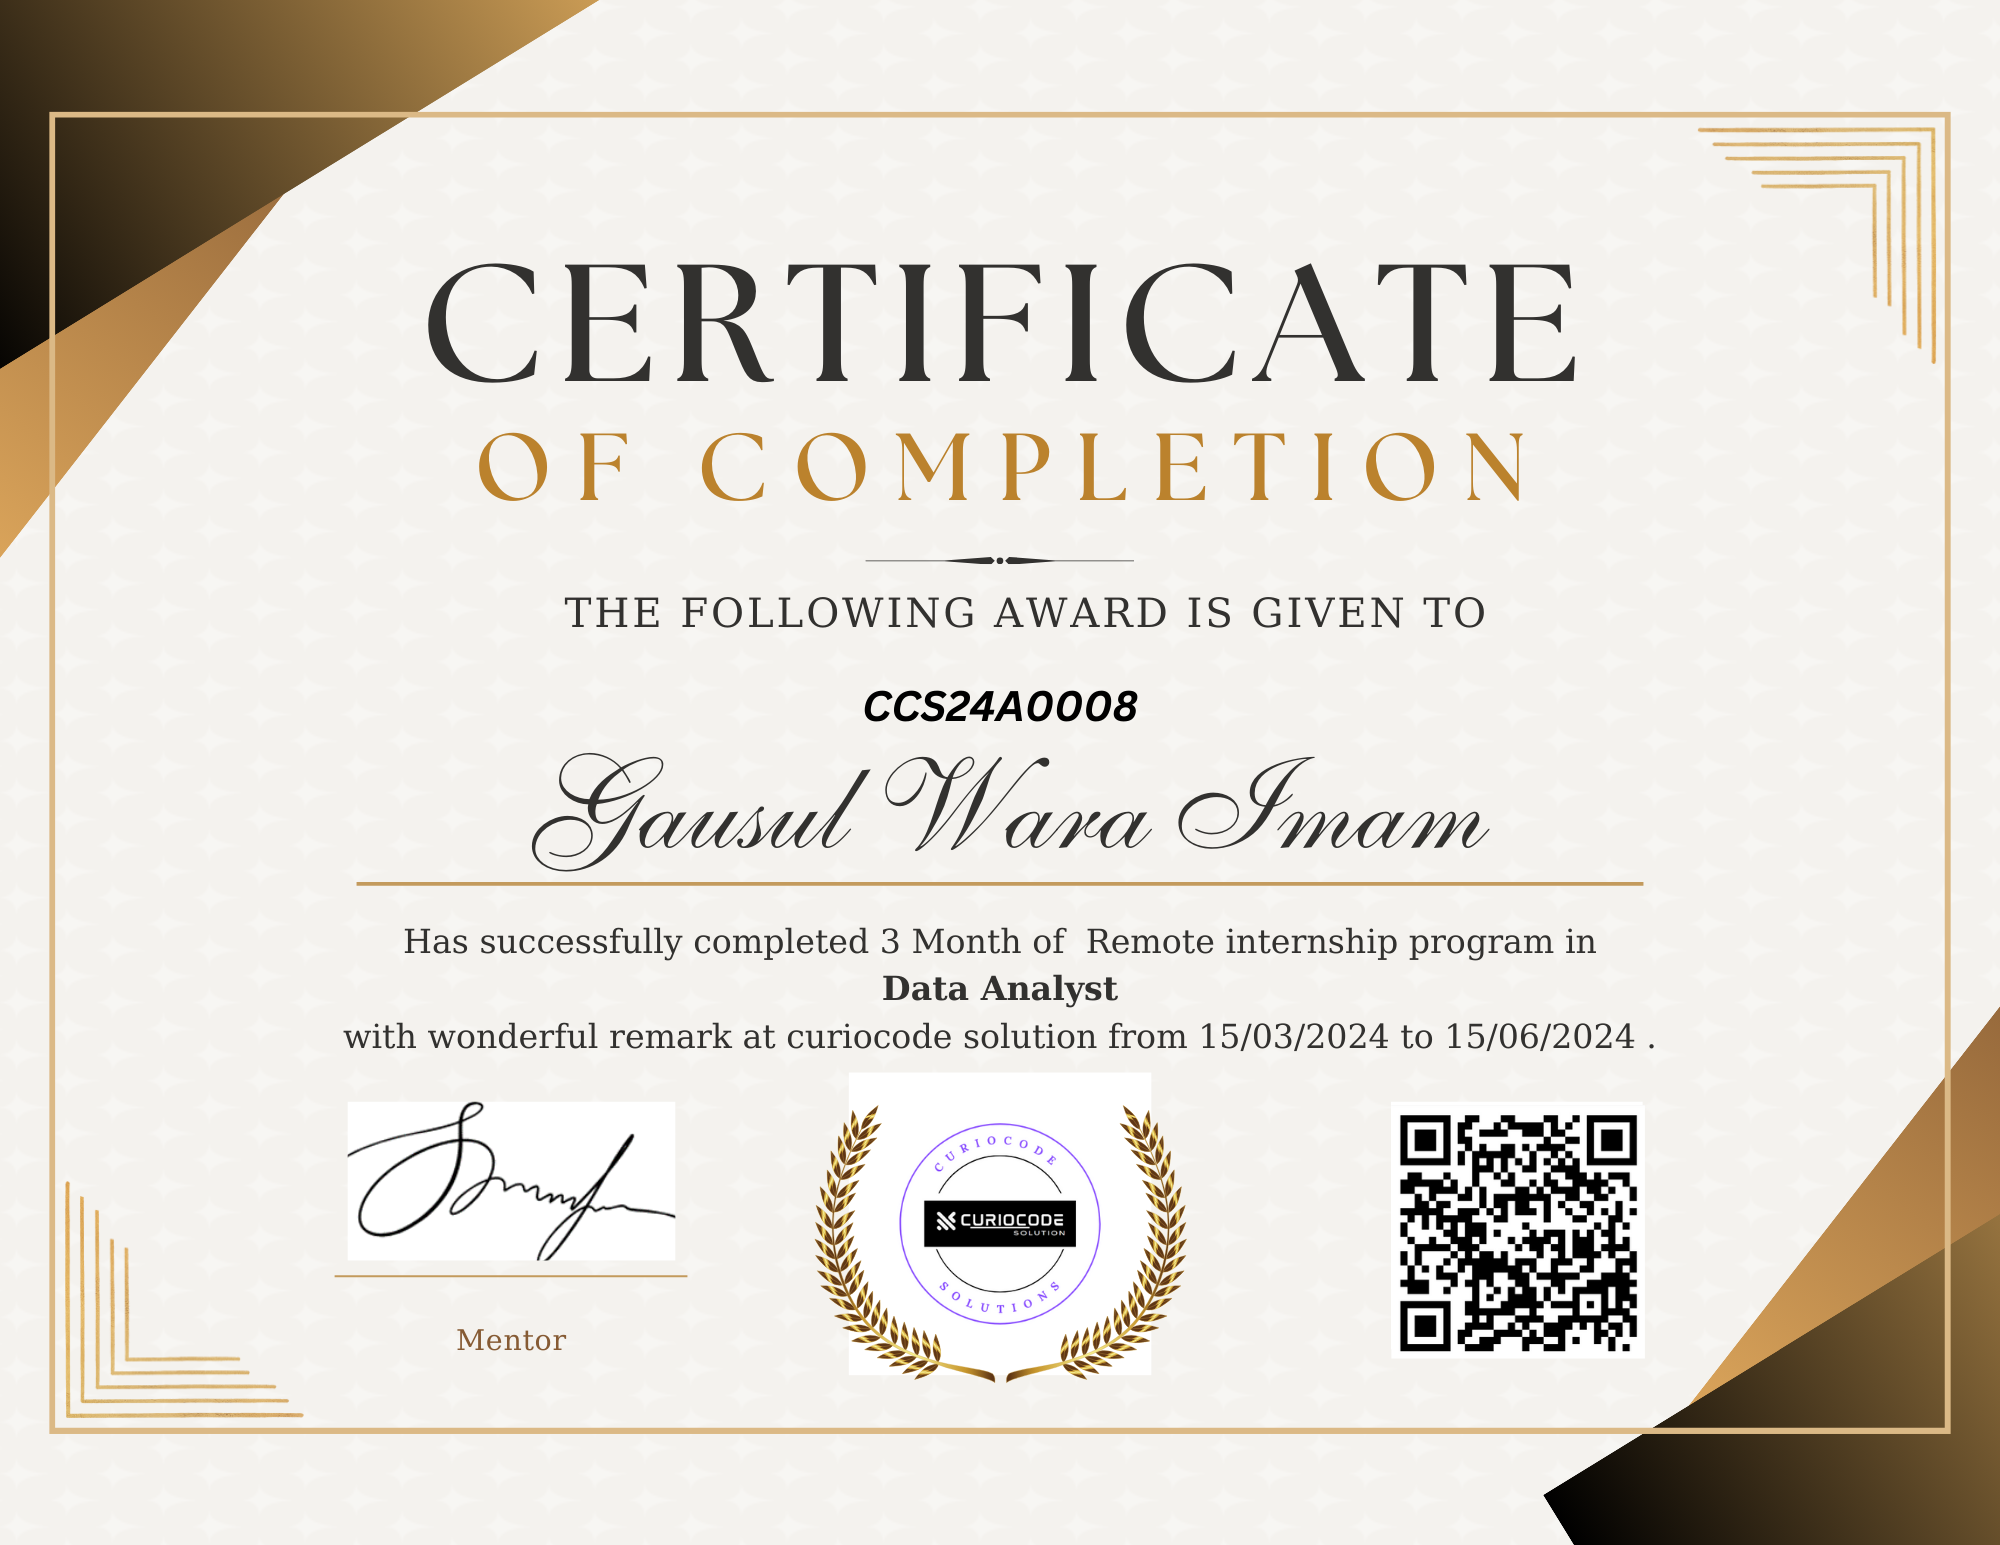 CERTIFICATE
OF COMPLETION
THE FOLLOWING AWARD IS GIVEN TO
CCS24A0008
Gausul Wara Imam
Has successfully completed 3 Month of  Remote internship program in
Data Analyst
with wonderful remark at curiocode solution from 15/03/2024 to 15/06/2024 .
CURIOCODE
CURIOCODE
SOLUTION
SOLUTIONS
Mentor